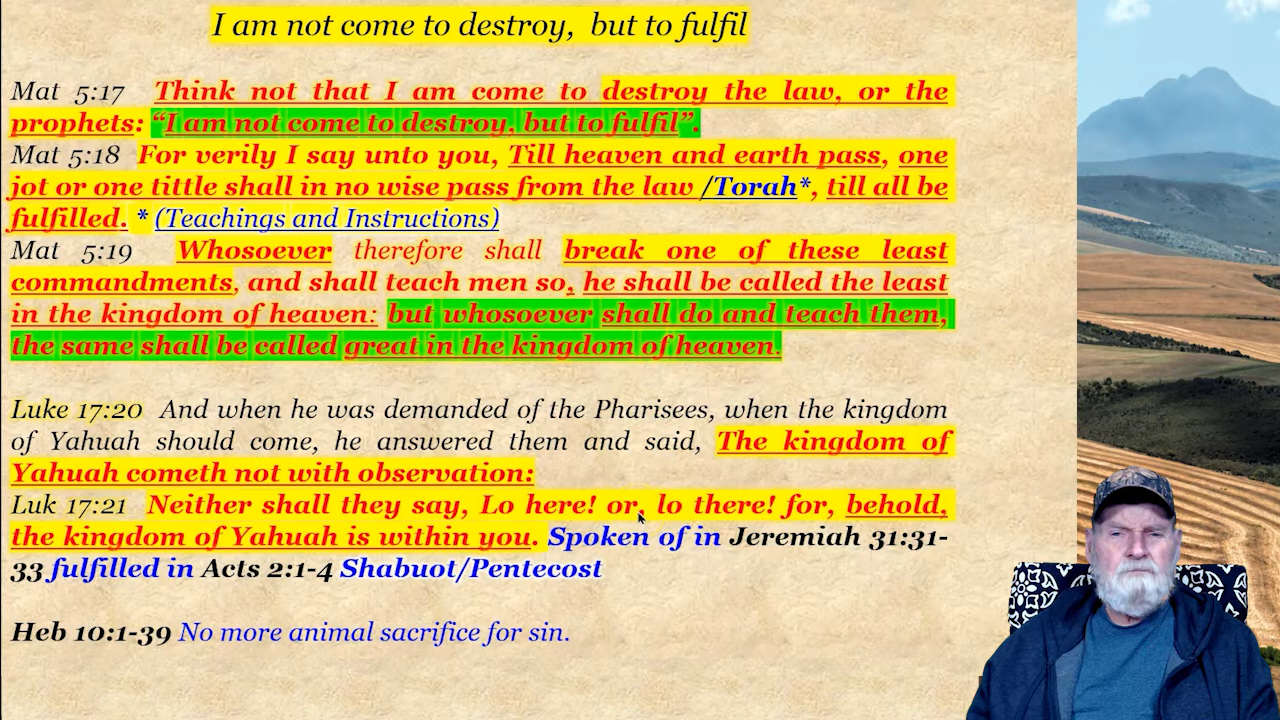 I am not come to destroy,  but to fulfil
Mat 5:17 Think not that I am come to destroy the law, or the
prophets: “I am not come to destroy, but to fulfil”.
Mat 5:18 For verily I say unto you, Till heaven and earth pass, one
jot or one tittle shall in no wise pass from the law /Torah*, till all be
fulfilled. * (Teachings and Instructions)
Mat 5:19 Whosoever therefore shall break one of these least
commandments, and shall teach men so, he shall be called the least
in the kingdom of heaven: but whosoever shall do and teach them,
the same shall be called great in the kingdom of heaven.
Luke 17:20 And when he was demanded of the Pharisees, when the kingdom
of Yahuah should come, he answered them and said, The kingdom of
Yahuah cometh not with observation:
Luk 17:21 Neither shall they say, Lo here! or, lo there! for, behold,
the kingdom of Yahuah is within you. Spoken of in Jeremiah 31:31-
33 fulfilled in Acts 2:1-4 Shabuot/Pentecost
Heb 10:1-39 No more animal sacrifice for sin.